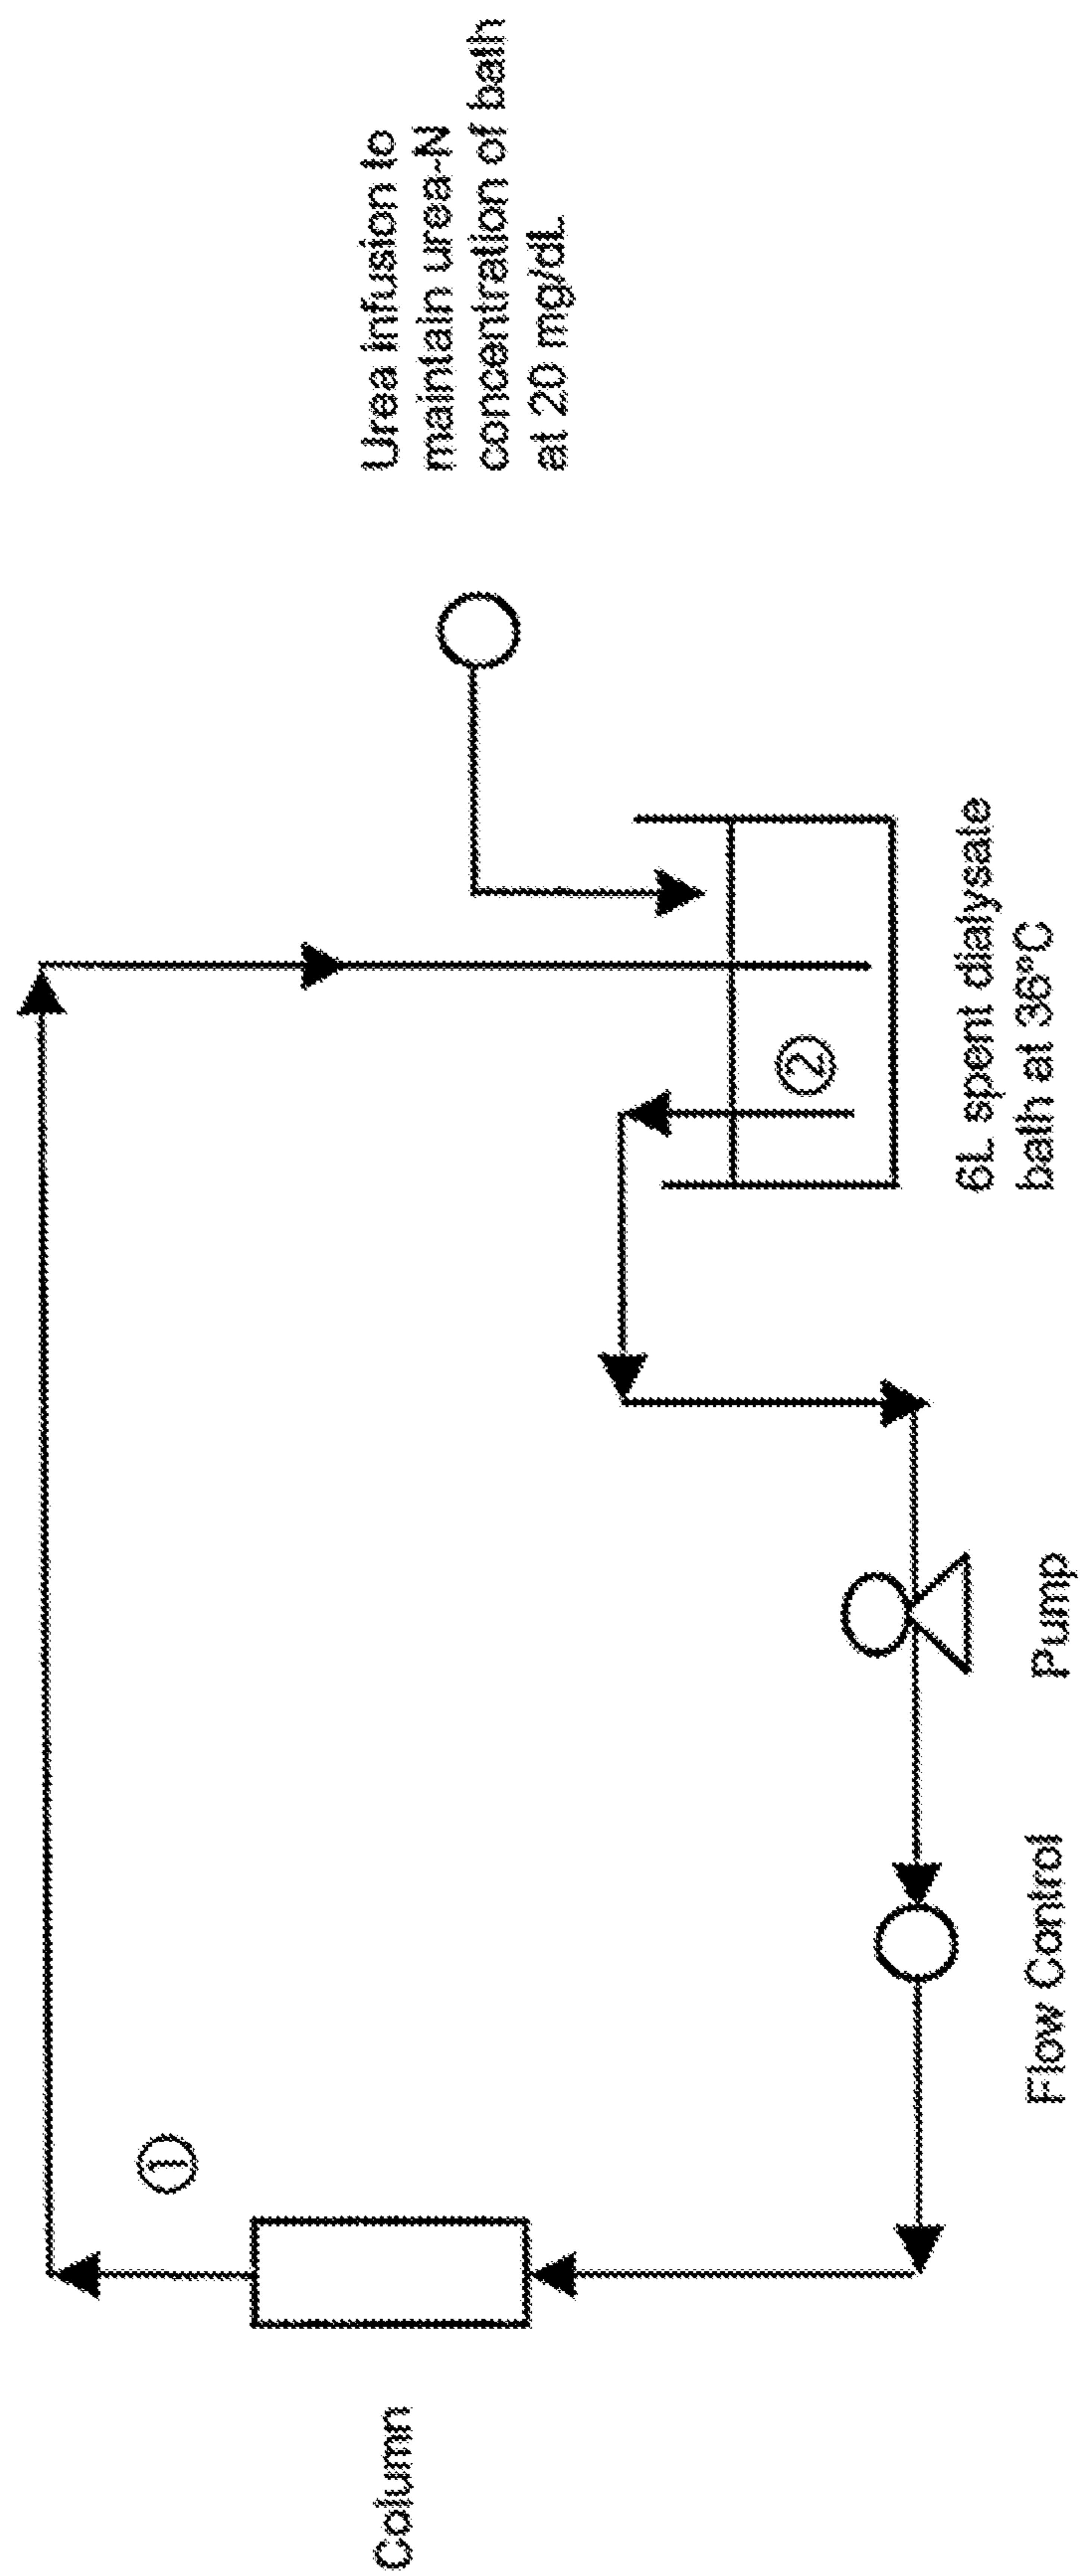 Urea infusion to
maintain urea-N
concentration of bath
at 20 mg/dL
①
②
Column
Flow Control
Pump
6L spent dialysate
bath at 36°C